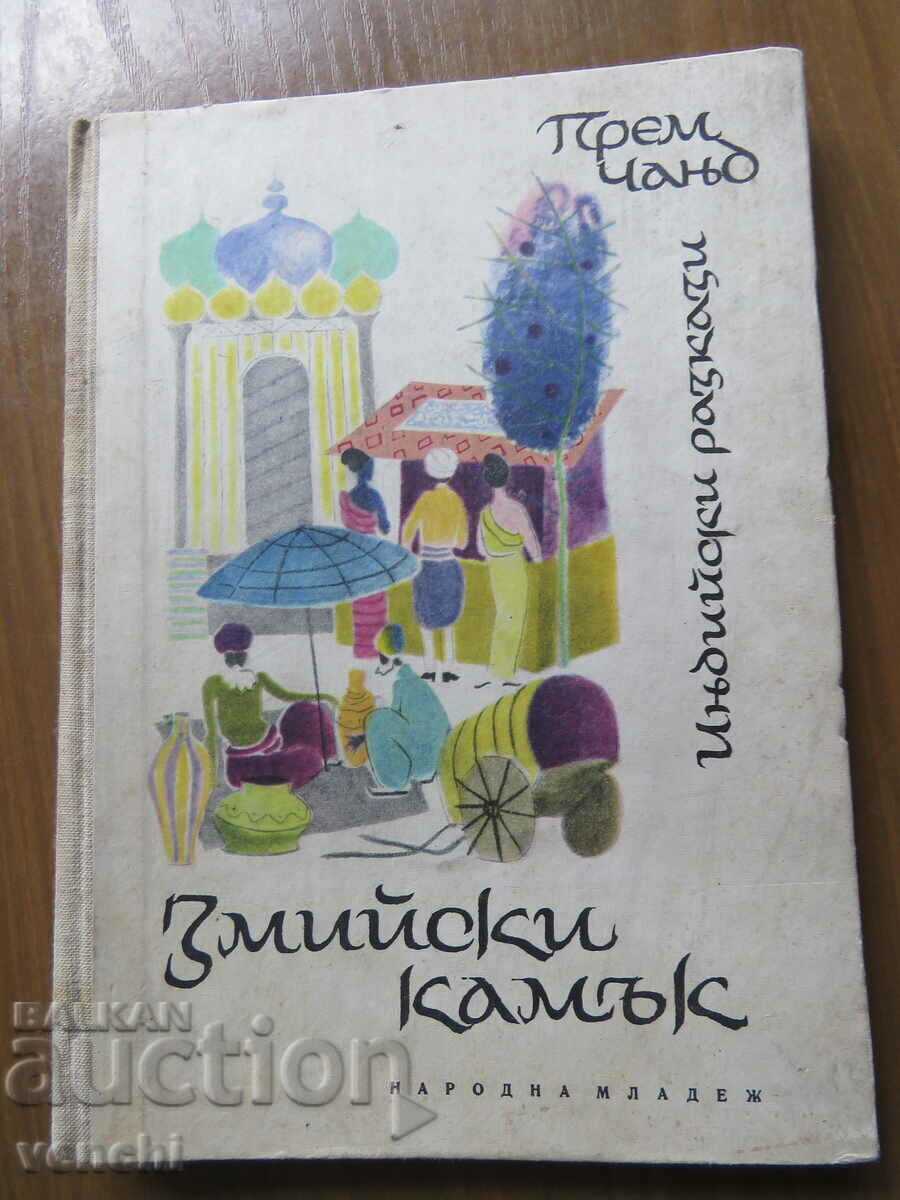 Прем
Чанд
Индийски разкази
Змийски
камък
НАРОДНА МЛАДЕЖ
BALKAN
auction
venchi